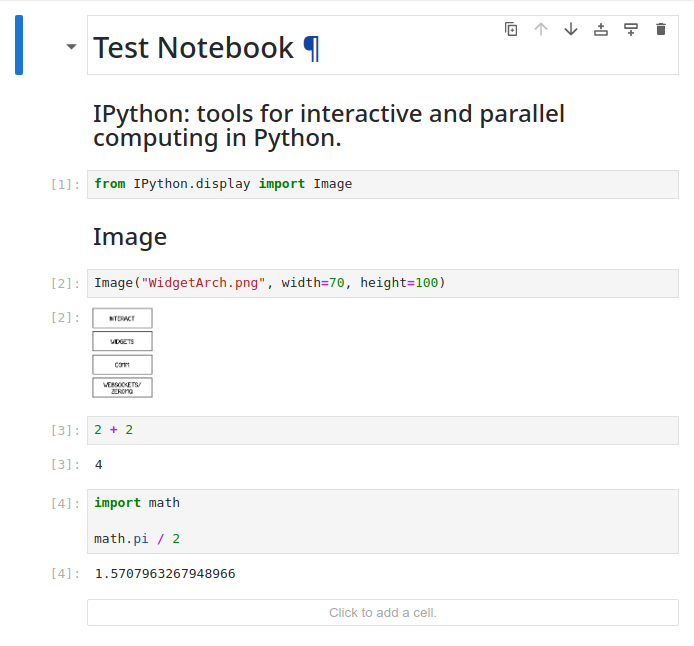 Test Notebook ¶
IPython: tools for interactive and parallel
computing in Python.
[1]: from IPython.display import Image
Image
[2]: Image("WidgetArch.png", width=70, height=100)
[2]:
INTERACT
WIDGETS
COMM
WEBSOCKETS/
ZEROMQ
[3]: 2 + 2
[3]: 4
[4]: import math
math.pi / 2
[4]: 1.5707963267948966
Click to add a cell.